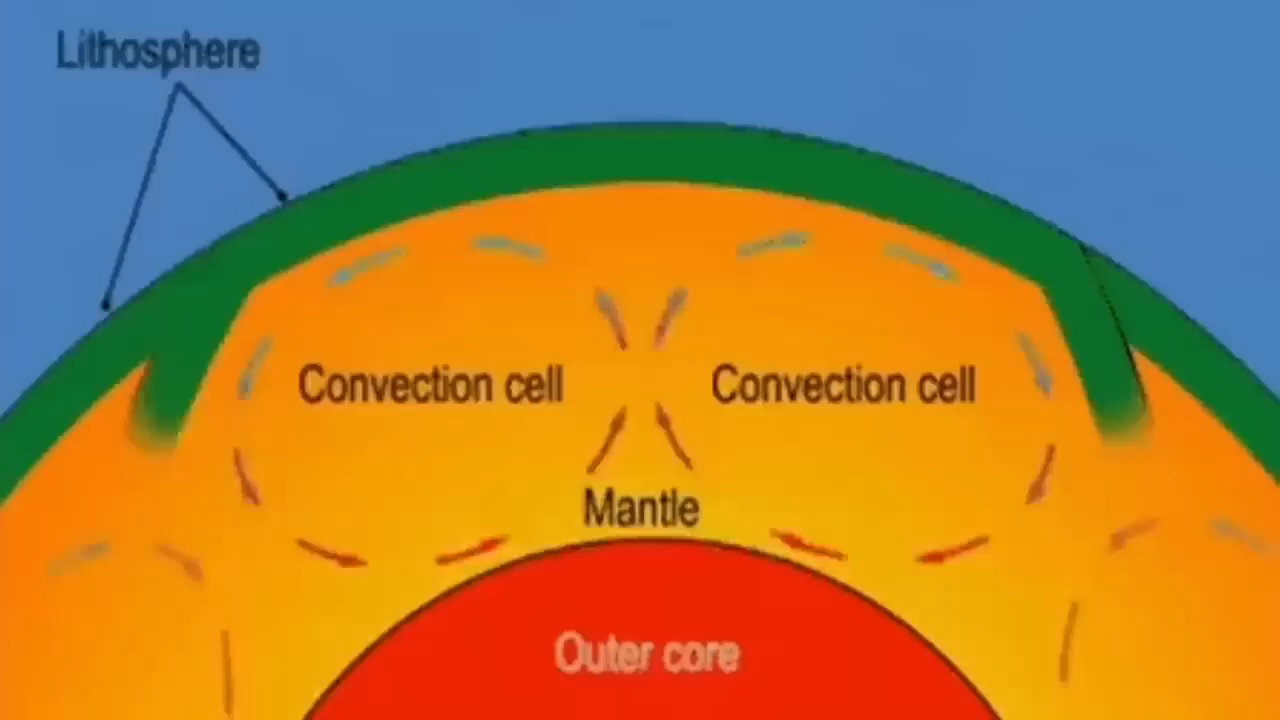 Lithosphere
Convection cell
Convection cell
Mantle
Outer core